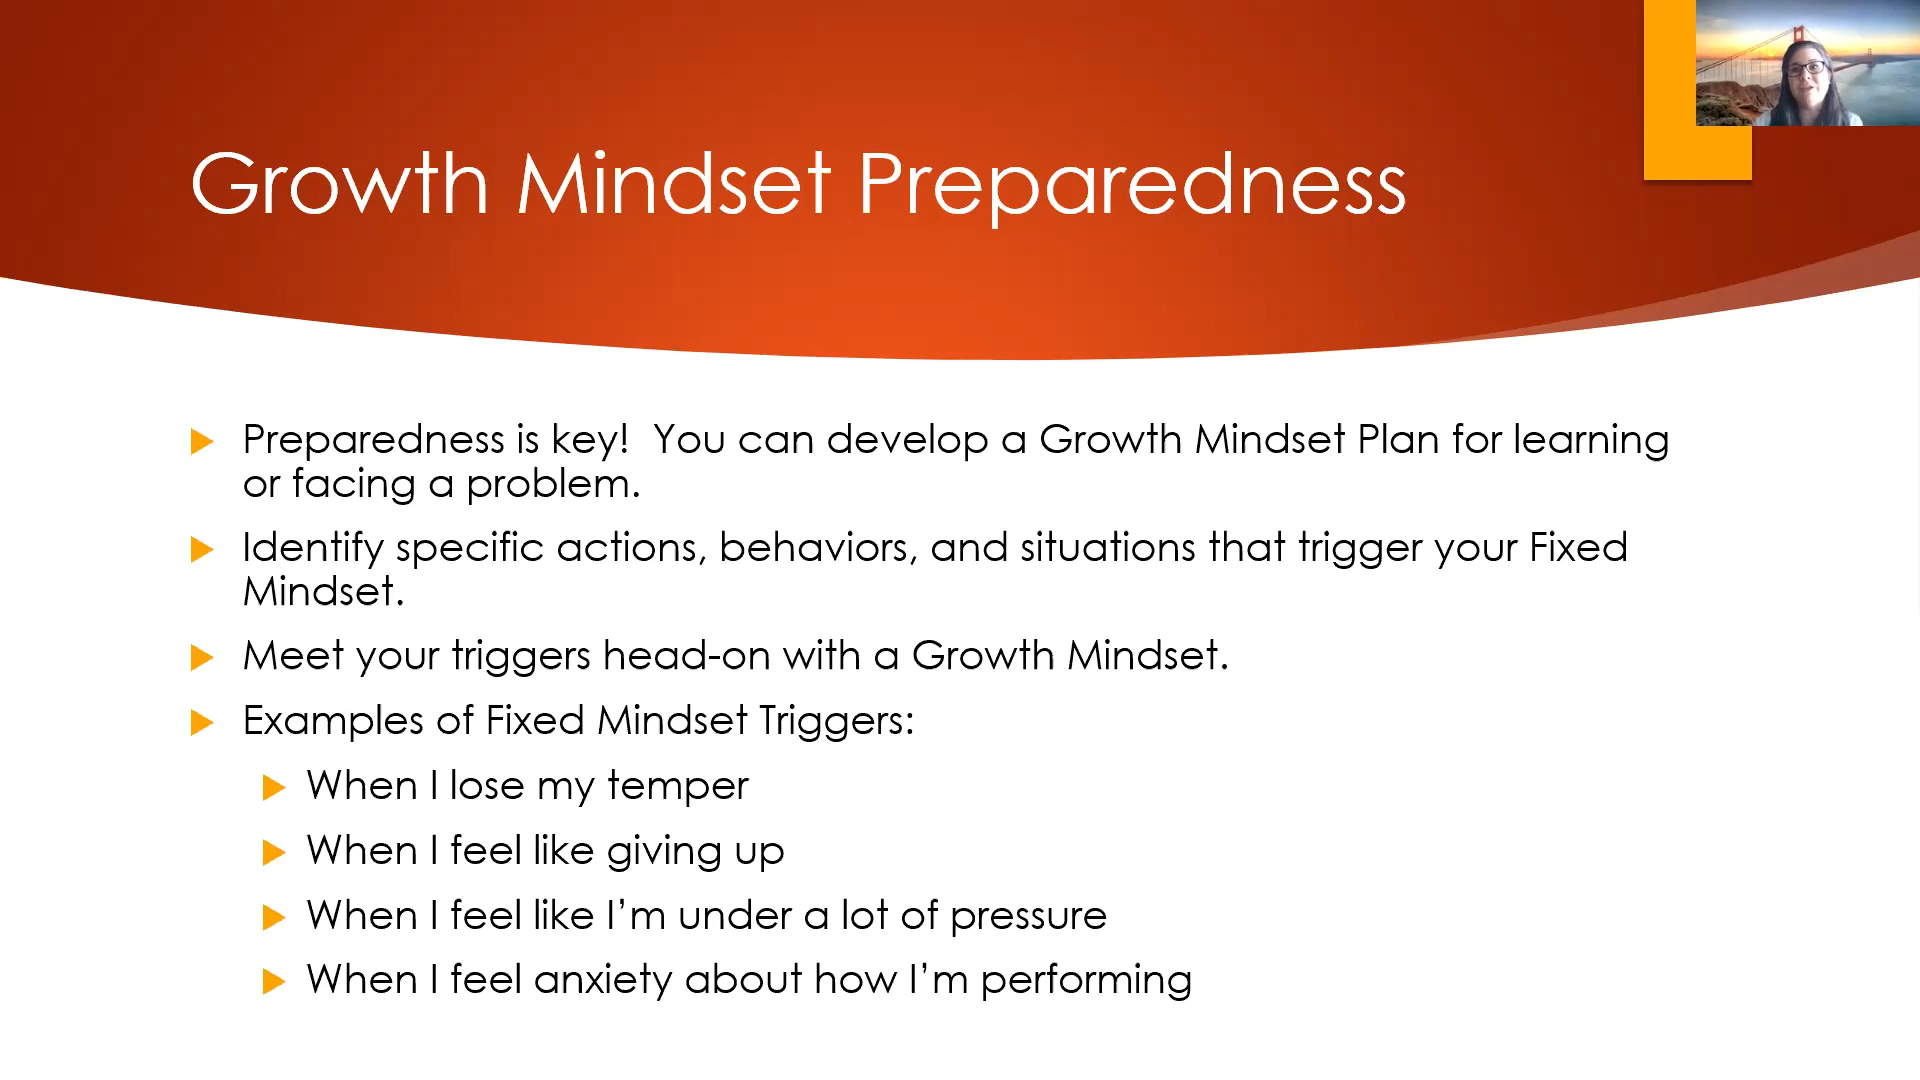 Growth Mindset Preparedness
Preparedness is key!  You can develop a Growth Mindset Plan for learning
or facing a problem.
Identify specific actions, behaviors, and situations that trigger your Fixed
Mindset.
Meet your triggers head-on with a Growth Mindset.
Examples of Fixed Mindset Triggers:
When I lose my temper
When I feel like giving up
When I feel like I’m under a lot of pressure
When I feel anxiety about how I’m performing